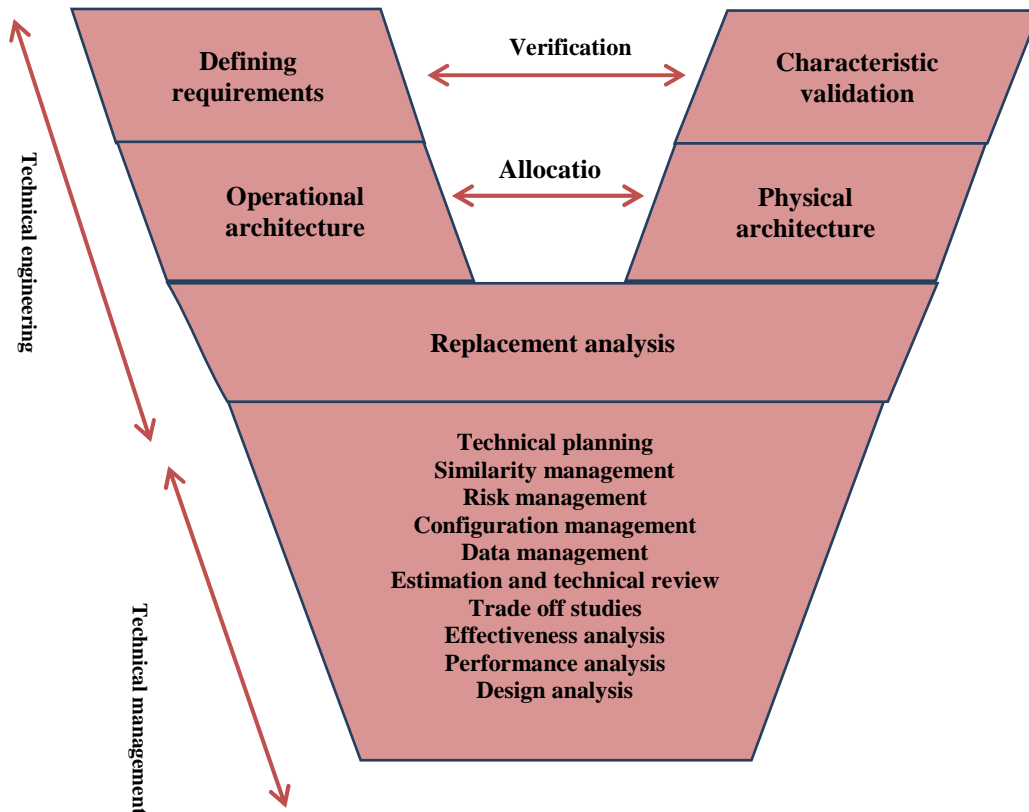 Defining
requirements
Verification
Characteristic
validation
Operational
architecture
Allocatio
Physical
architecture
Technical engineering
Replacement analysis
Technical planning
Similarity management
Risk management
Configuration management
Data management
Estimation and technical review
Trade off studies
Effectiveness analysis
Performance analysis
Design analysis
Technical management